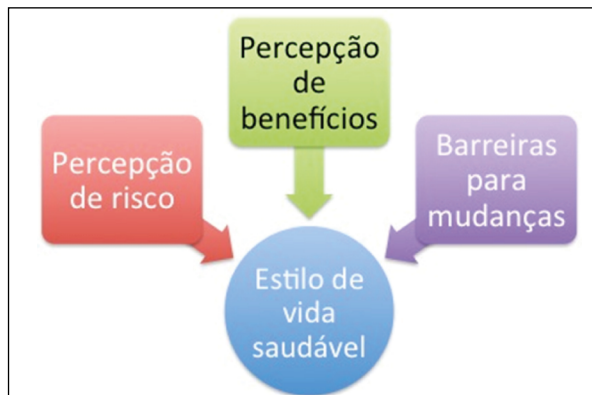 Percepção
de
benefícios
Percepção
de risco
Barreiras
para
mudanças
Estilo de
vida
saudável